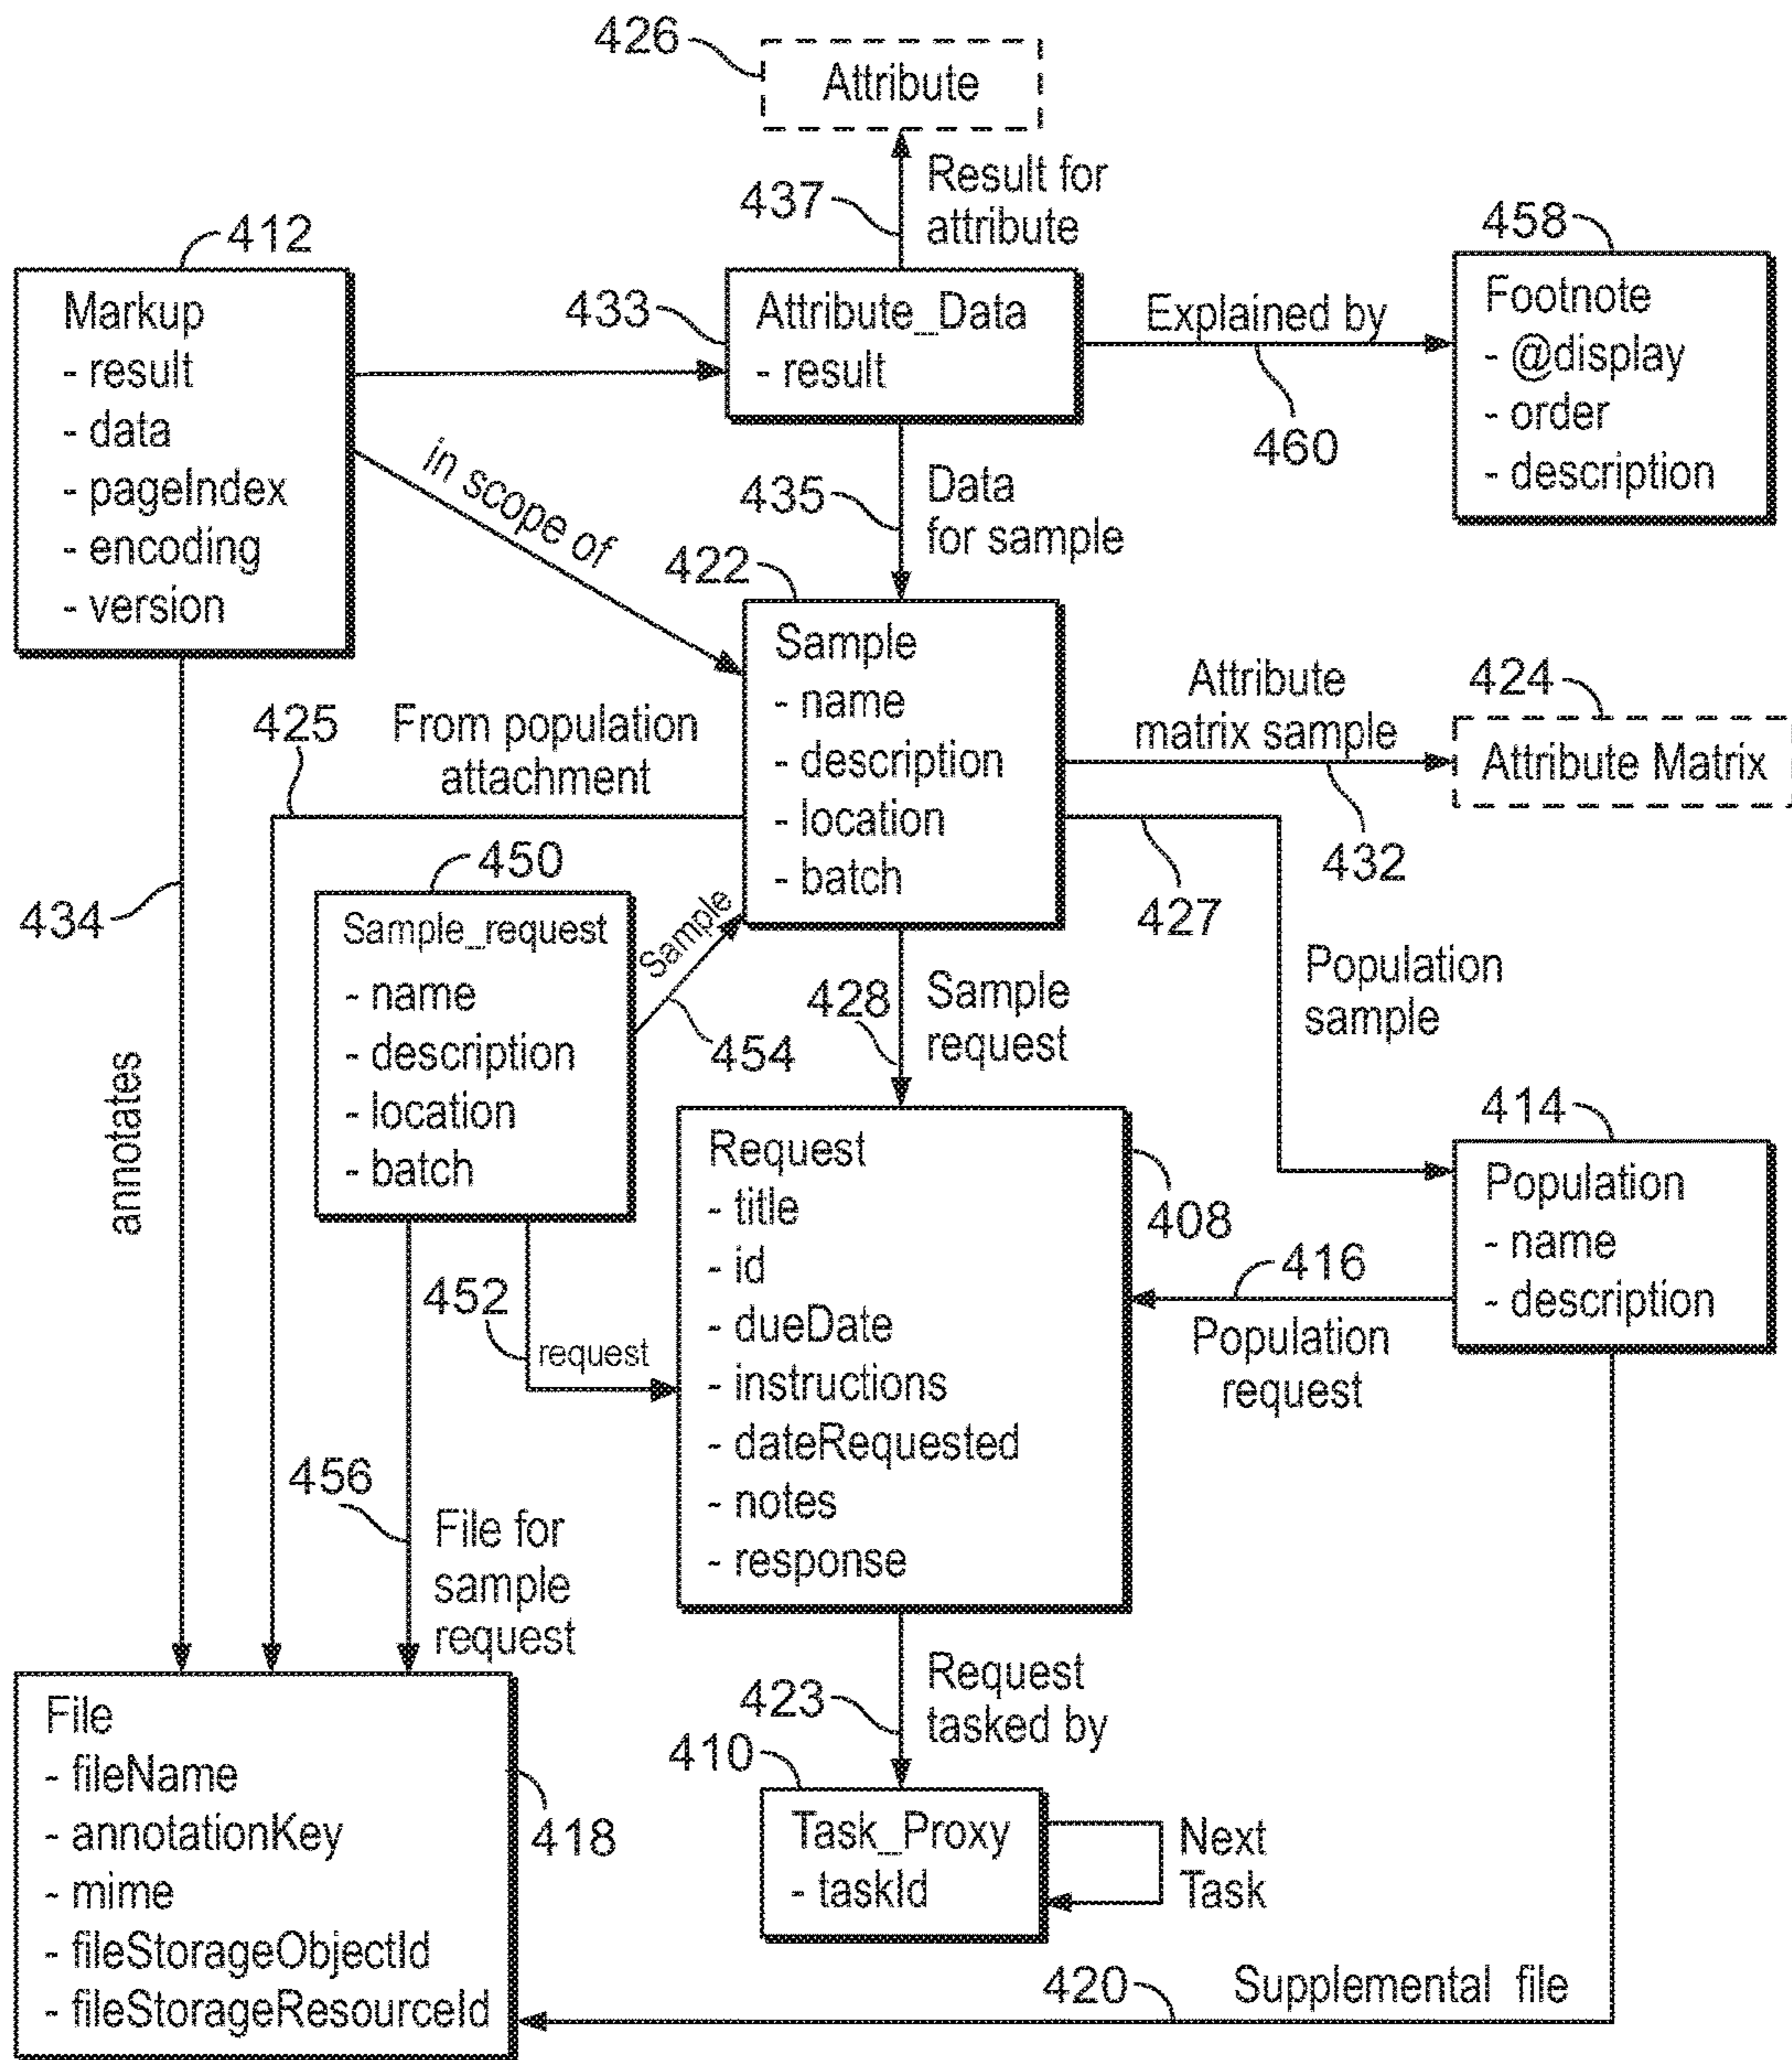 426
Attribute
437
Result for
attribute
412
Markup
- result
- data
- pageIndex
- encoding
- version
433
Attribute_Data
- result
Explained by
460
458
Footnote
- @display
- order
- description
in scope of
435
Data
for sample
422
Sample
- name
- description
- location
- batch
Attribute
matrix sample
432
424
Attribute Matrix
425
From population
attachment
434
annotates
450
Sample_request
- name
- description
- location
- batch
Sample
454
428
Sample
request
427
Population
sample
414
Population
- name
- description
416
Population
request
408
Request
- title
- id
- dueDate
- instructions
- dateRequested
- notes
- response
452
request
456
File for
sample
request
File
- fileName
- annotationKey
- mime
- fileStorageObjectId
- fileStorageResourceId
418
423
Request
tasked by
410
Task_Proxy
- taskId
Next
Task
420
Supplemental file